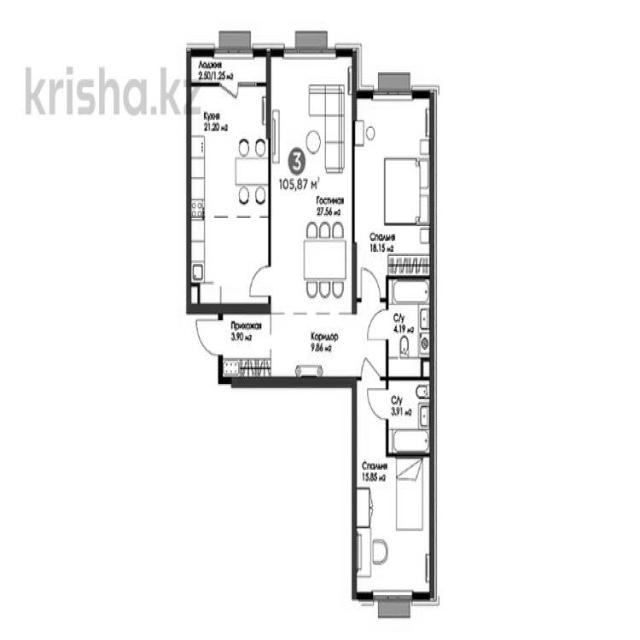 Лоджия
2.50/1.25 м2
krisha.kz
Кухня
21.20 м2
3
105,87 м²
Гостиная
27.56 м2
Спальня
18.15 м2
Прихожая
3.90 м2
Коридор
9.86 м2
С/у
4.19 м2
С/у
3.91 м2
Спальня
15.85 м2